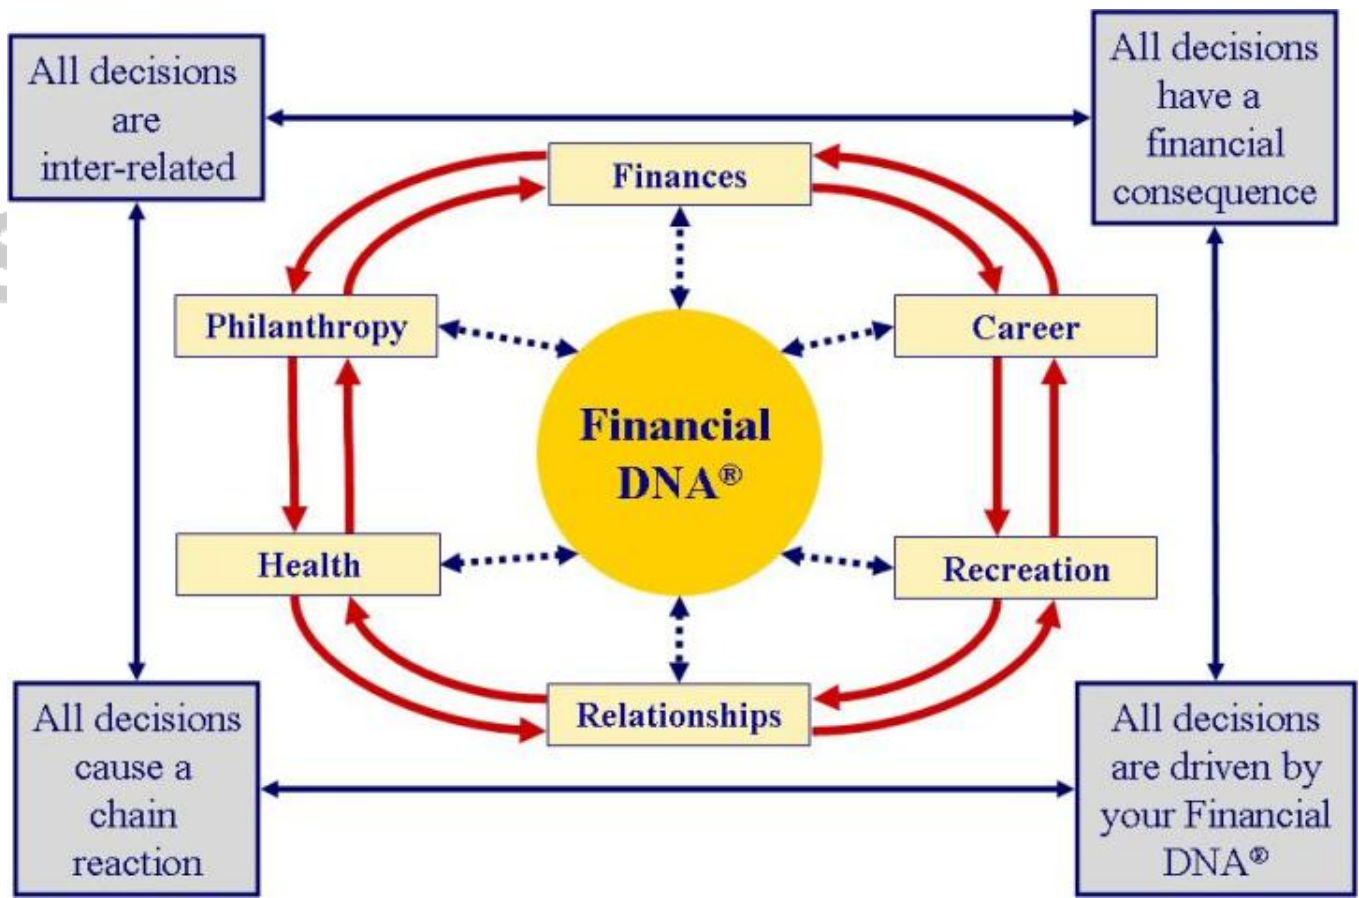 All decisions
are
inter-related
All decisions
have a
financial
consequence
Finances
Philanthropy
Career
Financial
DNA®
Health
Recreation
Relationships
All decisions
cause a
chain
reaction
All decisions
are driven by
your Financial
DNA®